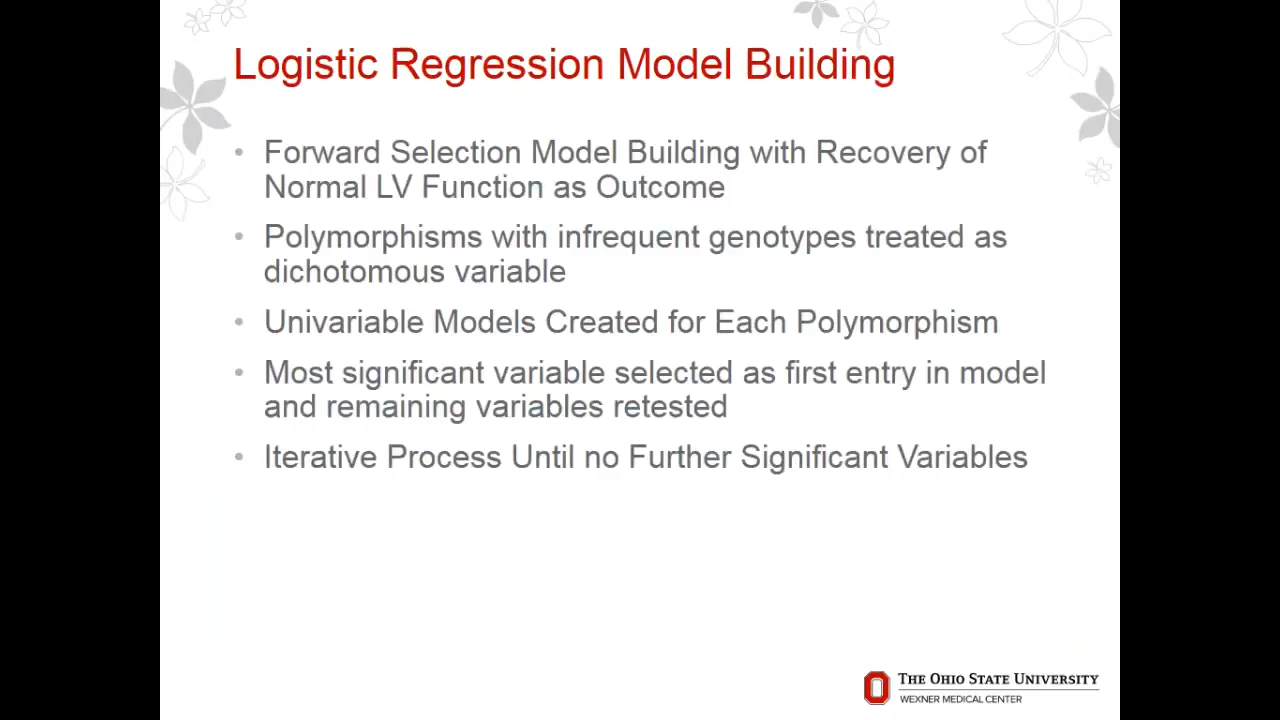 Logistic Regression Model Building
• Forward Selection Model Building with Recovery of
Normal LV Function as Outcome
• Polymorphisms with infrequent genotypes treated as
dichotomous variable
• Univariable Models Created for Each Polymorphism
• Most significant variable selected as first entry in model
and remaining variables retested
• Iterative Process Until no Further Significant Variables
THE OHIO STATE UNIVERSITY
WEXNER MEDICAL CENTER